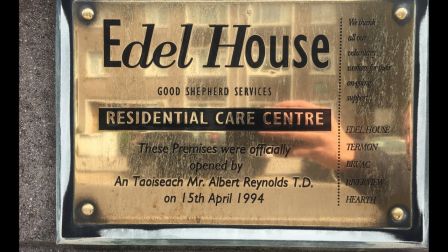 Edel House
GOOD SHEPHERD SERVICES
RESIDENTIAL CARE CENTRE
These Premises were officially
opened by
An Taoiseach Mr. Albert Reynolds T.D.
on 15th April 1994
We thank
all our
voluntary
workers for their
on-going
support
EDEL HOUSE
TERMON
BRUAC
RIVERVIEW
HEARTH